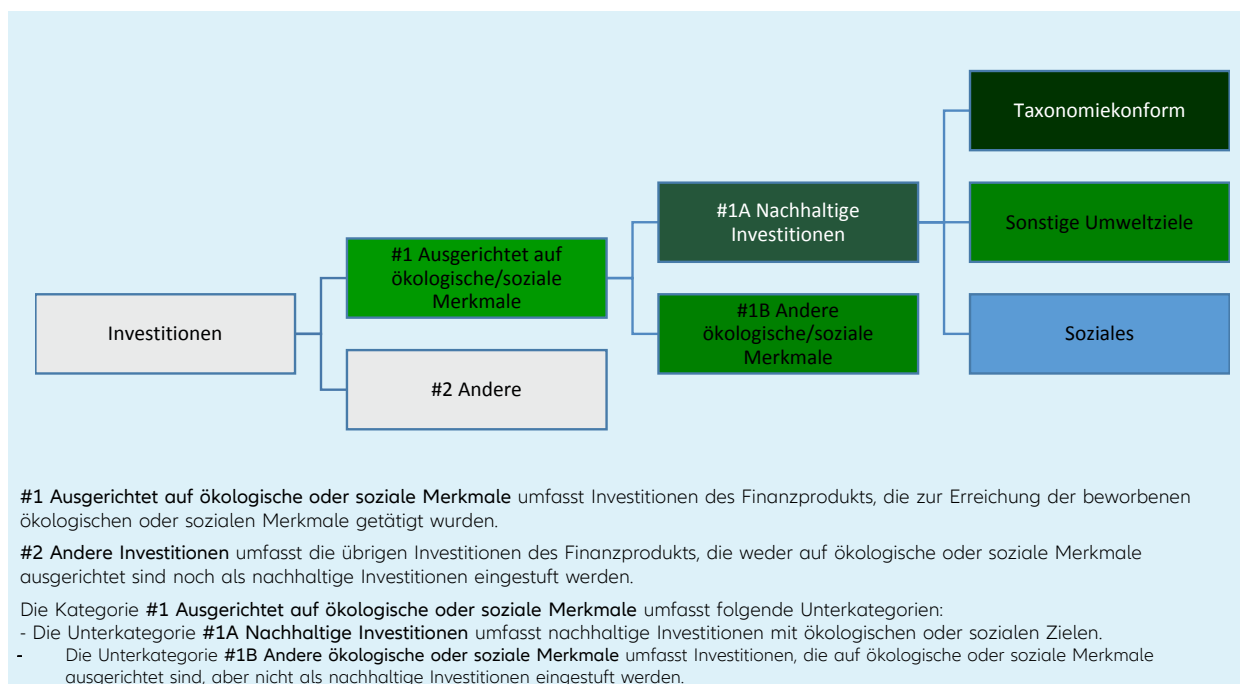 Taxonomiekonform
#1A Nachhaltige
Investitionen
Sonstige Umweltziele
#1 Ausgerichtet auf
ökologische/soziale
Merkmale
#1B Andere
ökologische/soziale
Merkmale
Investitionen
Soziales
#2 Andere
#1 Ausgerichtet auf ökologische oder soziale Merkmale umfasst Investitionen des Finanzprodukts, die zur Erreichung der beworbenen
ökologischen oder sozialen Merkmale getätigt wurden.
#2 Andere Investitionen umfasst die übrigen Investitionen des Finanzprodukts, die weder auf ökologische oder soziale Merkmale
ausgerichtet sind noch als nachhaltige Investitionen eingestuft werden.
Die Kategorie #1 Ausgerichtet auf ökologische oder soziale Merkmale umfasst folgende Unterkategorien:
- Die Unterkategorie #1A Nachhaltige Investitionen umfasst nachhaltige Investitionen mit ökologischen oder sozialen Zielen.
- Die Unterkategorie #1B Andere ökologische oder soziale Merkmale umfasst Investitionen, die auf ökologische oder soziale Merkmale
ausgerichtet sind, aber nicht als nachhaltige Investitionen eingestuft werden.